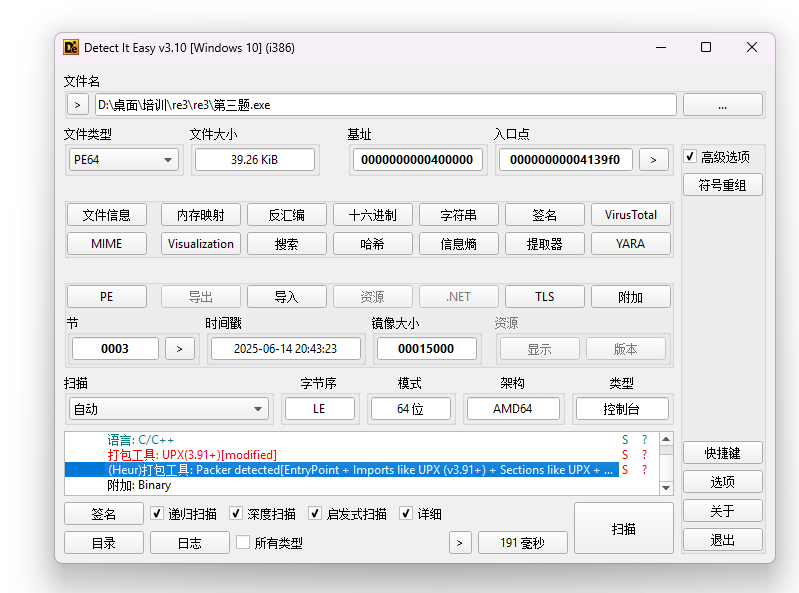 Detect It Easy v3.10 [Windows 10] (i386)
文件名
> D:\桌面\培训\re3\re3\第三题.exe ...
文件类型 文件大小 基址 入口点
PE64 39.26 KiB 0000000000400000 00000000004139f0 > 高级选项
符号重组
文件信息 内存映射 反汇编 十六进制 字符串 签名 VirusTotal
MIME Visualization 搜索 哈希 信息熵 提取器 YARA
PE 导出 导入 资源 .NET TLS 附加
节 时间戳 镜像大小 资源
0003 > 2025-06-14 20:43:23 00015000 显示 版本
扫描 字节序 模式 架构 类型
自动 LE 64 位 AMD64 控制台
语言: C/C++ S ?
打包工具: UPX(3.91+)[modified] S ?
(Heur)打包工具: Packer detected[EntryPoint + Imports like UPX (v3.91+) + Sections like UPX + ... S ?
附加: Binary
快捷键
选项
签名 递归扫描 深度扫描 启发式扫描 详细 扫描 关于
目录 日志 所有类型 > 191 毫秒 退出